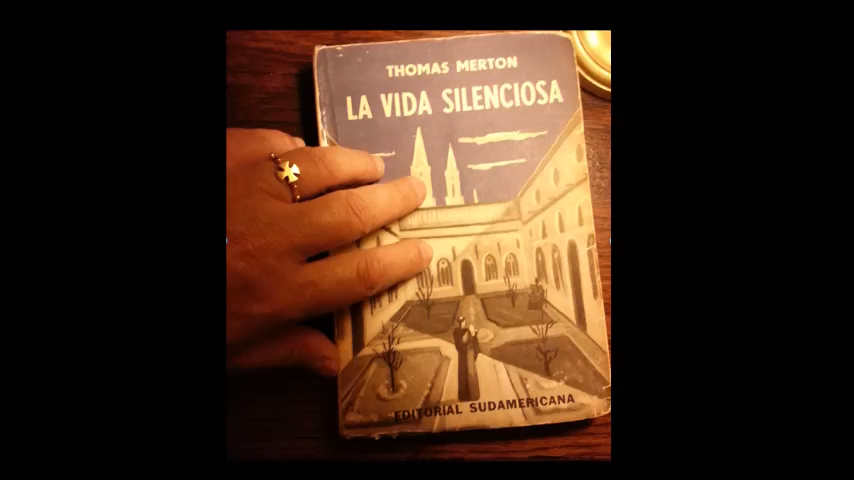 THOMAS MERTON
LA VIDA SILENCIOSA
EDITORIAL SUDAMERICANA